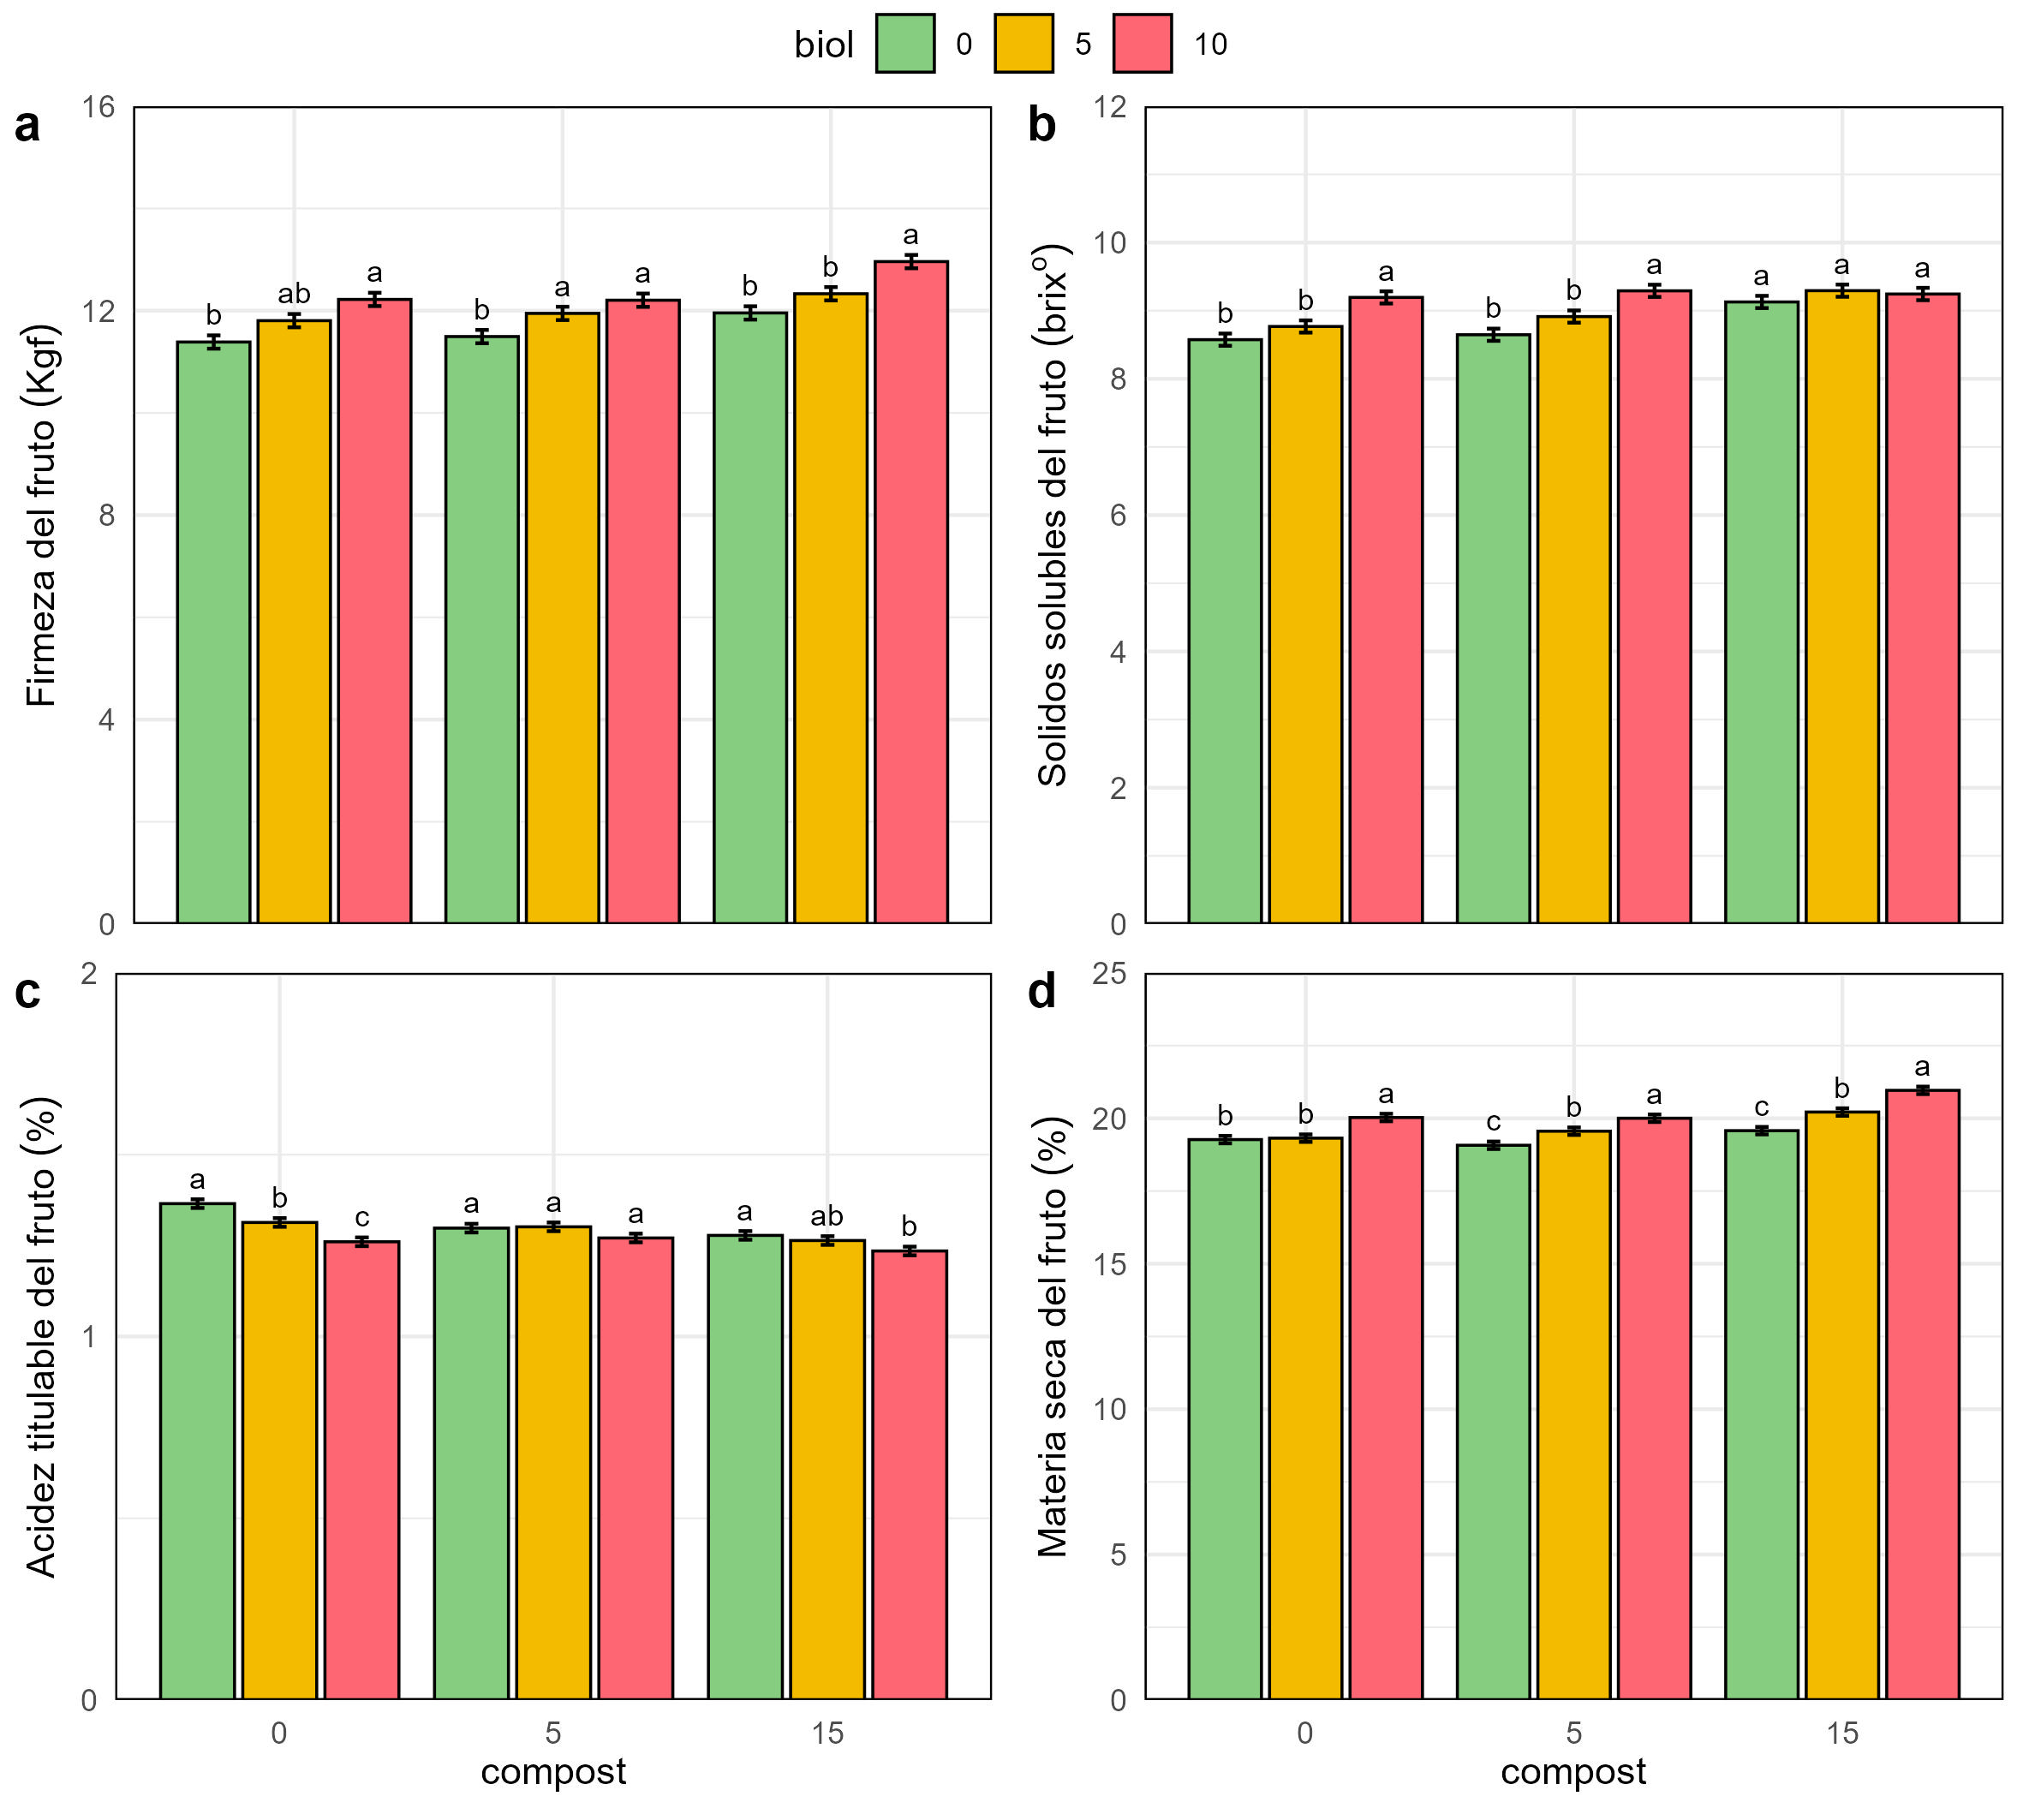 biol 0 5 10
a
16
12
8
4
0
Firmeza del fruto (Kgf)
b ab a b a a b b a
b
12
10
8
6
4
2
0
Solidos solubles del fruto (brixº)
b b a b b a a a a
c
2
1
0
Acidez titulable del fruto (%)
a b c a a a a ab b
0 5 15
compost
d
25
20
15
10
5
0
Materia seca del fruto (%)
b b a c b a c b a
0 5 15
compost